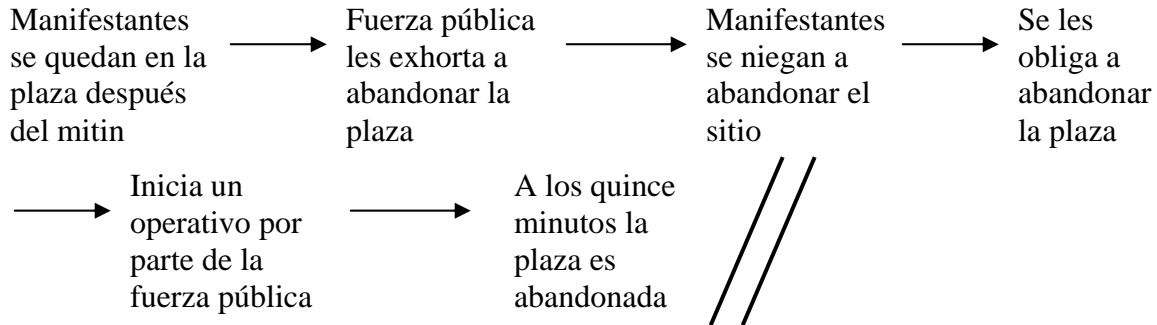 Manifestantes
se quedan en la
plaza después
del mitin
Fuerza pública
les exhorta a
abandonar la
plaza
Manifestantes
se niegan a
abandonar el
sitio
Se les
obliga a
abandonar
la plaza
Inicia un
operativo por
parte de la
fuerza pública
A los quince
minutos la
plaza es
abandonada